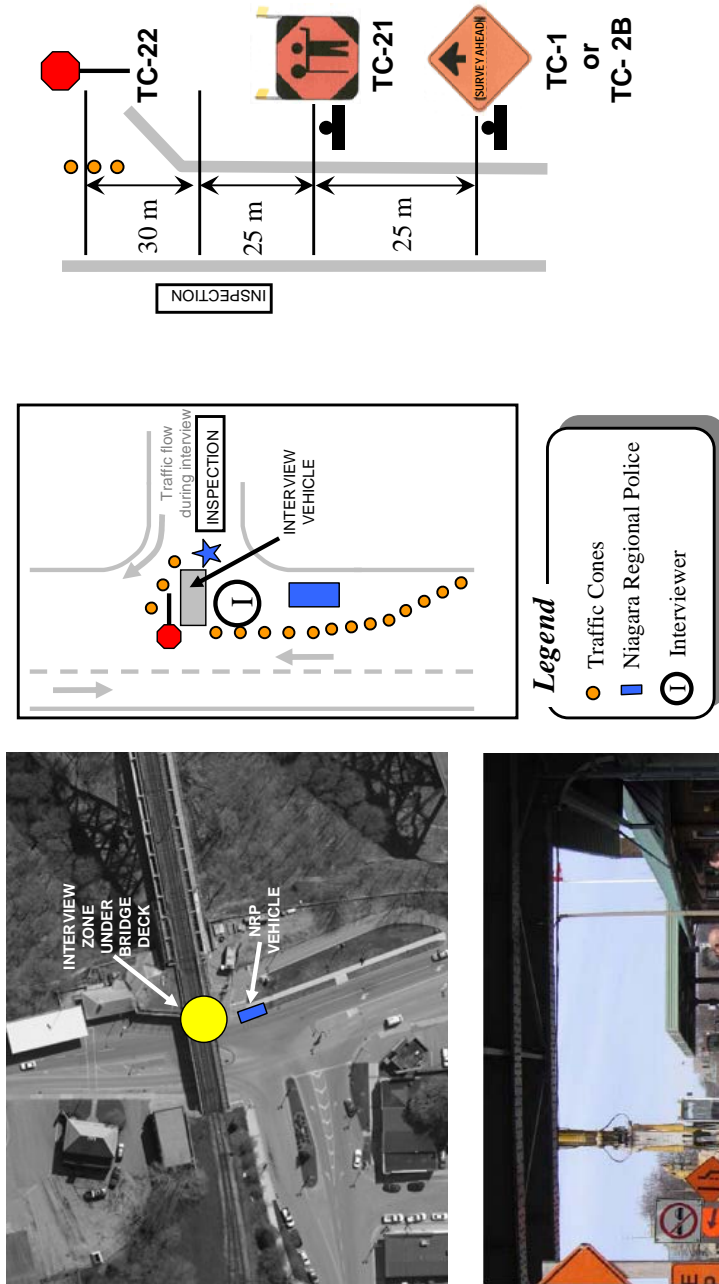 INTERVIEW
ZONE
UNDER
BRIDGE
DECK
NRP
VEHICLE
Traffic flow
during interview
INSPECTION
INTERVIEW
VEHICLE
I
Legend
Traffic Cones
Niagara Regional Police
I Interviewer
INSPECTION
30 m
25 m
25 m
TC-22
TC-21
SURVEY AHEAD
TC-1
or
TC- 2B